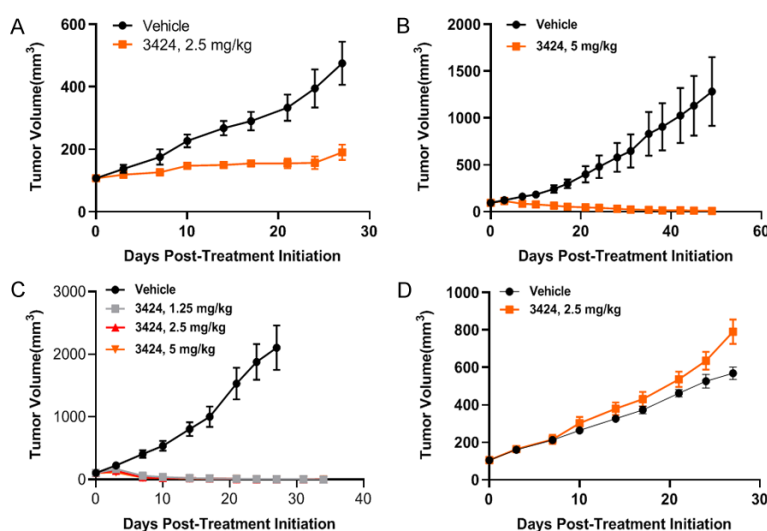 A
Vehicle
3424, 2.5 mg/kg
Tumor Volume(mm³)
600
400
200
0
0 10 20 30
Days Post-Treatment Initiation
B
Vehicle
3424, 5 mg/kg
Tumor Volume(mm³)
2000
1500
1000
500
0
0 20 40 60
Days Post-Treatment Initiation
C
Vehicle
3424, 1.25 mg/kg
3424, 2.5 mg/kg
3424, 5 mg/kg
Tumor Volume(mm³)
3000
2000
1000
0
0 10 20 30 40
Days Post-Treatment Initiation
D
Vehicle
3424, 2.5 mg/kg
Tumor Volume(mm³)
1000
800
600
400
200
0
0 10 20 30
Days Post-Treatment Initiation